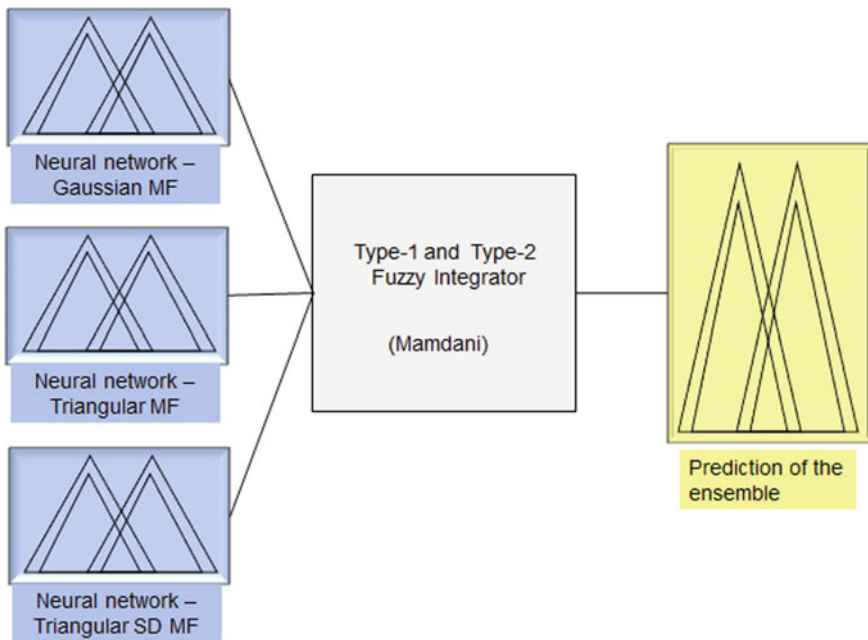 Neural network –
Gaussian MF
Neural network –
Triangular MF
Neural network –
Triangular SD MF
Type-1 and Type-2
Fuzzy Integrator
(Mamdani)
Prediction of the
ensemble